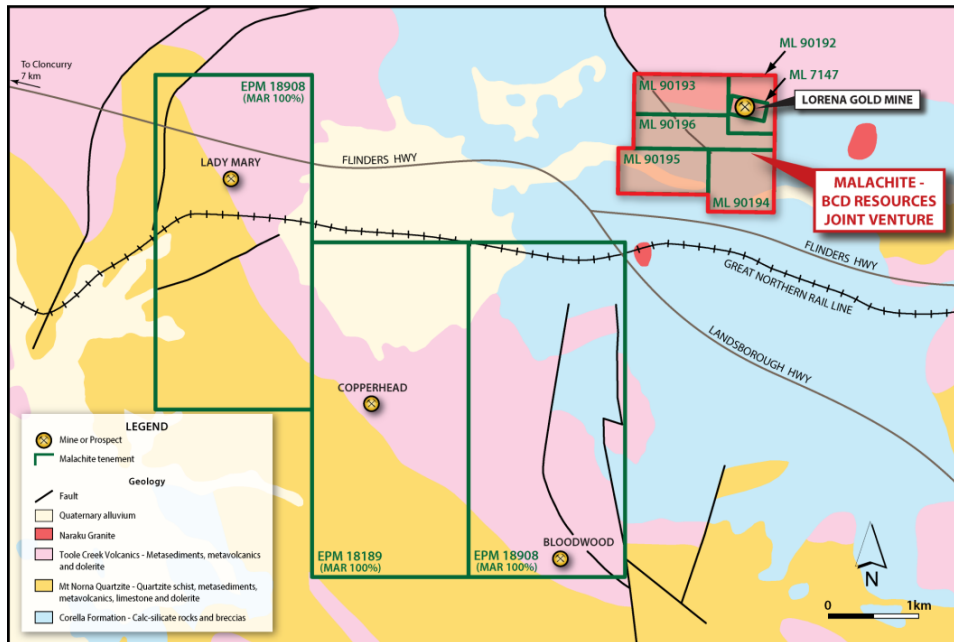 To Cloncurry
7 km
EPM 18908
(MAR 100%)
LADY MARY
FLINDERS HWY
ML 90192
ML 7147
ML 90193
LORENA GOLD MINE
ML 90196
ML 90195
ML 90194
MALACHITE -
BCD RESOURCES
JOINT VENTURE
FLINDERS HWY
GREAT NORTHERN RAIL LINE
LANDSBOROUGH HWY
COPPERHEAD
BLOODWOOD
EPM 18189
(MAR 100%)
EPM 18908
(MAR 100%)
LEGEND
Mine or Prospect
Malachite tenement
Geology
Fault
Quaternary alluvium
Naraku Granite
Toole Creek Volcanics - Metasediments, metavolcanics
and dolerite
Mt Norna Quartzite - Quartzite schist, metasediments,
metavolcanics, limestone and dolerite
Corella Formation - Calc-silicate rocks and breccias
N
0 1km